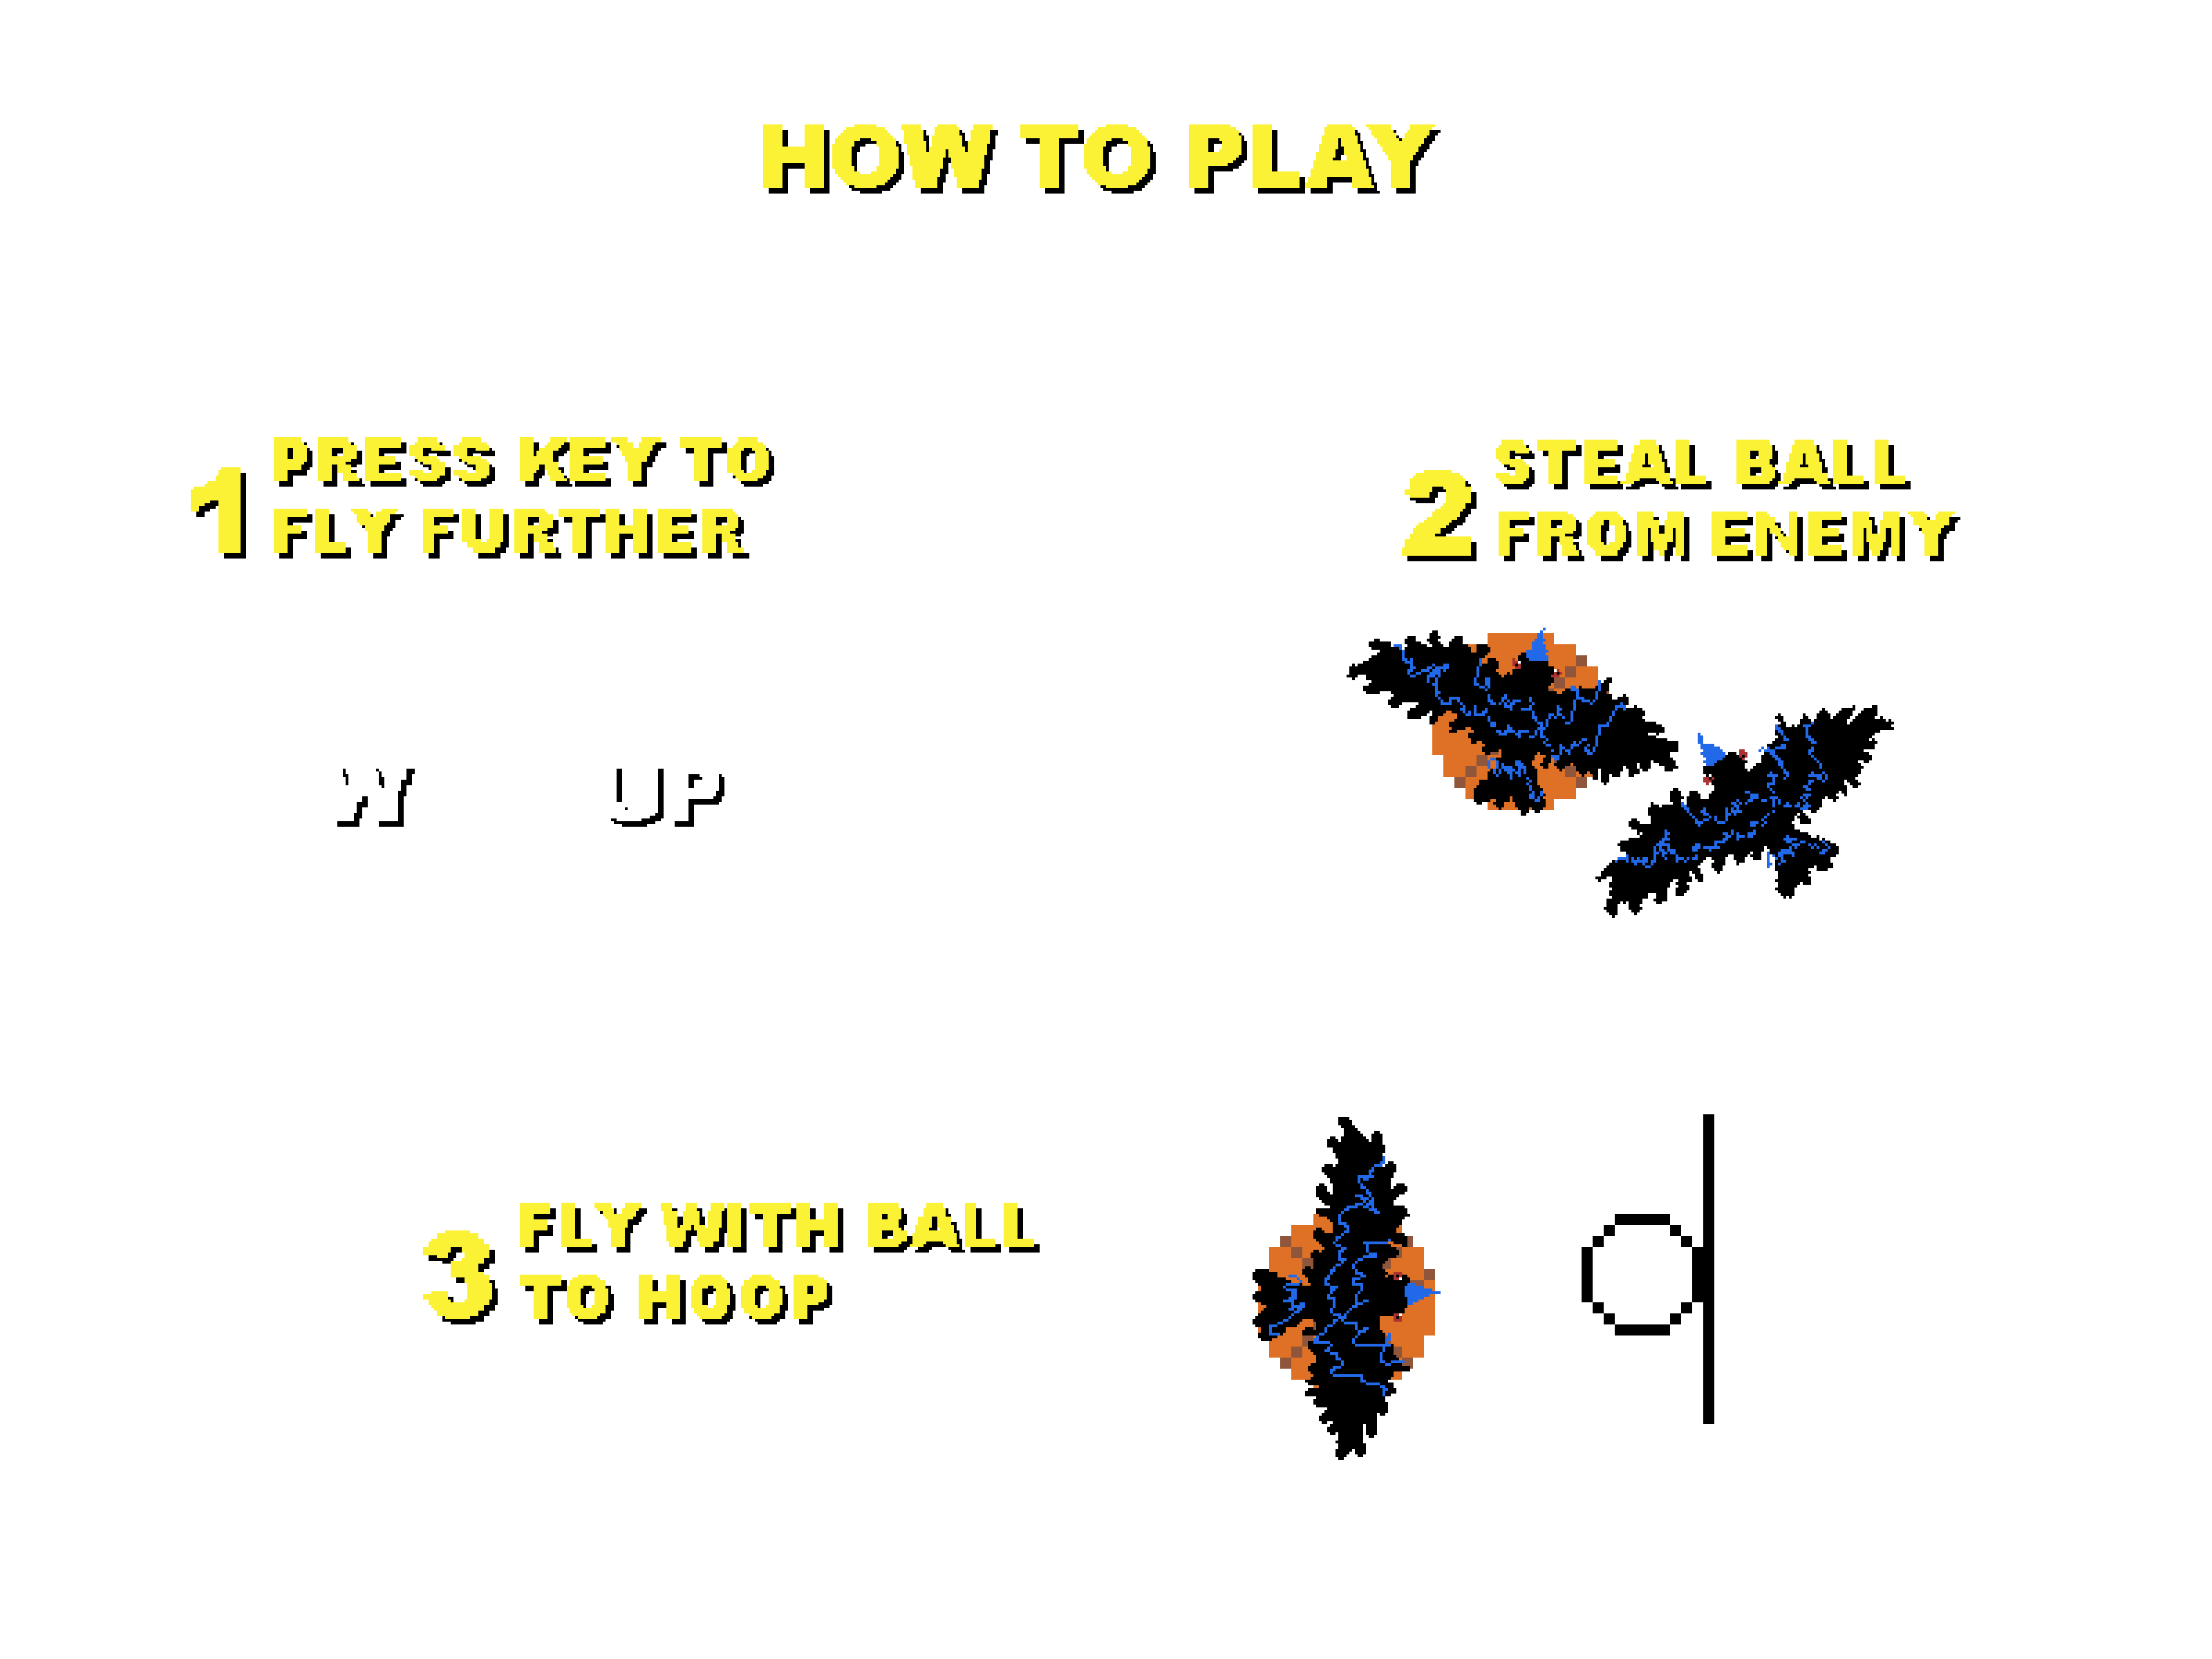 HOW TO PLAY
1 PRESS KEY TO
FLY FURTHER
W UP
2 STEAL BALL
FROM ENEMY
3 FLY WITH BALL
TO HOOP